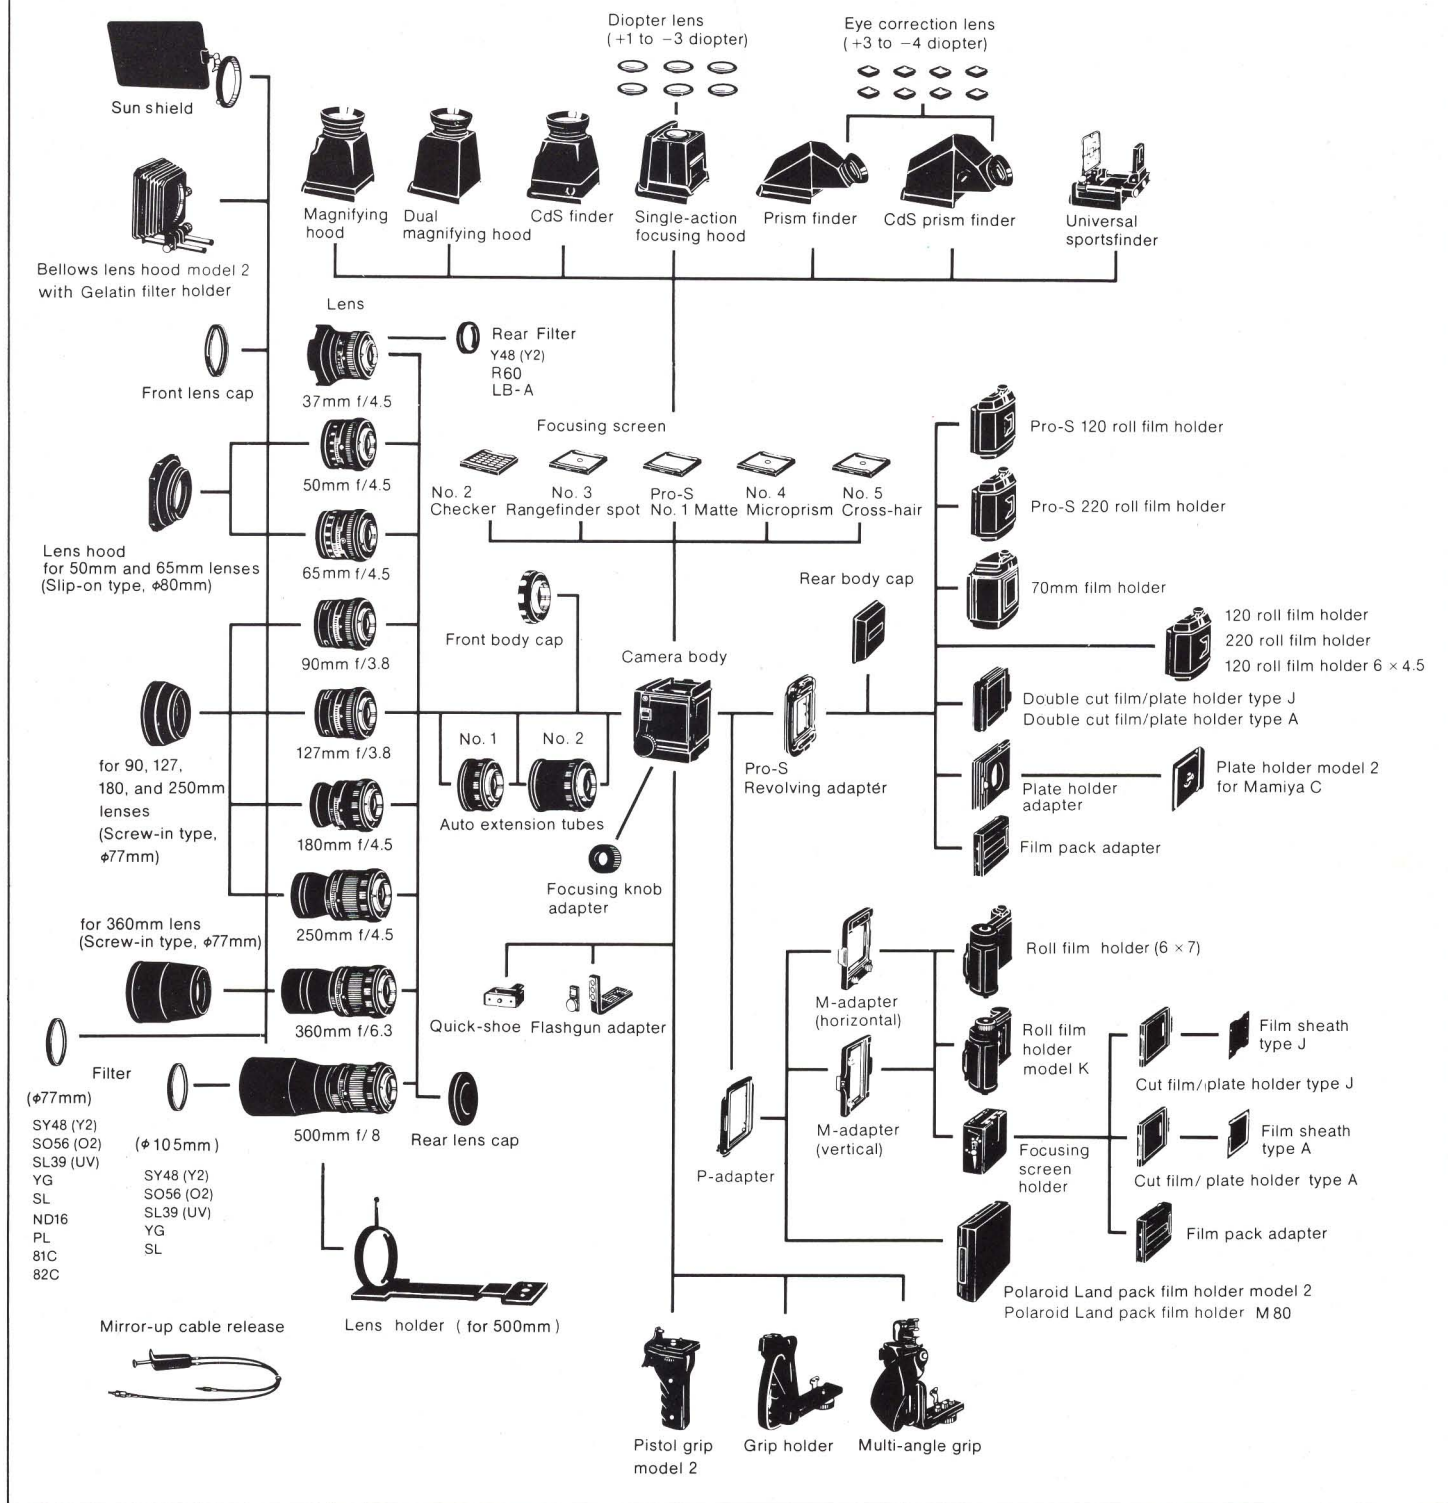 Diopter lens
(+1 to −3 diopter)
Eye correction lens
(+3 to −4 diopter)
Sun shield
Magnifying
hood
Dual
magnifying hood
CdS finder
Single-action
focusing hood
Prism finder
CdS prism finder
Universal
sportsfinder
Bellows lens hood model 2
with Gelatin filter holder
Lens
Rear Filter
Y48 (Y2)
R60
LB-A
Front lens cap
37mm f/4.5
Focusing screen
Pro-S 120 roll film holder
50mm f/4.5
No. 2
Checker
No. 3
Rangefinder spot
Pro-S
No. 1 Matte
No. 4
Microprism
No. 5
Cross-hair
Pro-S 220 roll film holder
Lens hood
for 50mm and 65mm lenses
(Slip-on type, φ80mm)
65mm f/4.5
Rear body cap
70mm film holder
120 roll film holder
220 roll film holder
120 roll film holder 6 × 4.5
Front body cap
Camera body
90mm f/3.8
Double cut film/plate holder type J
Double cut film/plate holder type A
127mm f/3.8
No. 1
No. 2
for 90, 127,
180, and 250mm
lenses
(Screw-in type,
φ77mm)
Pro-S
Revolving adapter
Plate holder
adapter
Plate holder model 2
for Mamiya C
Auto extension tubes
180mm f/4.5
Film pack adapter
Focusing knob
adapter
for 360mm lens
(Screw-in type, φ77mm)
250mm f/4.5
Roll film holder (6 × 7)
M-adapter
(horizontal)
Quick-shoe
Flashgun adapter
360mm f/6.3
Roll film
holder
model K
Film sheath
type J
Cut film/plate holder type J
Filter
(φ77mm)
SY48 (Y2)
SO56 (O2)
SL39 (UV)
YG
SL
ND16
PL
81C
82C
(φ105mm)
SY48 (Y2)
SO56 (O2)
SL39 (UV)
YG
SL
500mm f/8
Rear lens cap
M-adapter
(vertical)
P-adapter
Focusing
screen
holder
Film sheath
type A
Cut film/ plate holder type A
Film pack adapter
Polaroid Land pack film holder model 2
Polaroid Land pack film holder M 80
Mirror-up cable release
Lens holder (for 500mm)
Pistol grip
model 2
Grip holder
Multi-angle grip